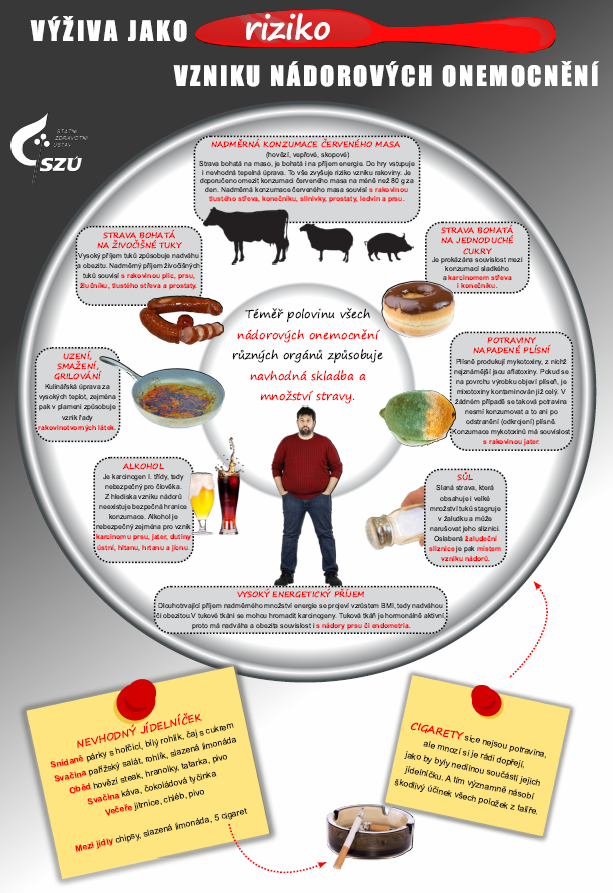 VÝŽIVA JAKO riziko
VZNIKU NÁDOROVÝCH ONEMOCNĚNÍ
STÁTNÍ
ZDRAVOTNÍ
ÚSTAV
SZÚ
NADMĚRNÁ KONZUMACE ČERVENÉHO MASA
(hovězí, vepřové, skopové)
Strava bohatá na maso, je bohatá i na příjem energie. Do hry vstupuje
i nevhodná tepelná úprava. To vše zvyšuje riziko vzniku rakoviny. Je
doporučeno omezit konzumaci červeného masa na méně než 80 g za
den. Nadměrná konzumace červeného masa souvisí s rakovinou
tlustého střeva, konečníku, slinivky, prostaty, ledvin a prsu.
STRAVA BOHATÁ
NA ŽIVOČIŠNÉ TUKY
Vysoký příjem tuků způsobuje nadváhu
a obezitu. Nadměrný příjem živočišných
tuků souvisí s rakovinou plic, prsu,
žlučníku, tlustého střeva a prostaty.
STRAVA BOHATÁ
NA JEDNODUCHÉ
CUKRY
Je prokázána souvislost mezi
konzumací sladkého
a karcinomem střeva
i konečníku.
Téměř polovinu všech
nádorových onemocnění
různých orgánů způsobuje
navhodná skladba a
množství stravy.
UZENÍ,
SMAŽENÍ,
GRILOVÁNÍ
Kulinářská úprava za
vysokých teplot, zejména
pak v plameni způsobuje
vznik řady
rakovinotvorných látek.
POTRAVINY
NAPADENÉ PLÍSNÍ
Plísně produkují mykotoxiny, z nichž
nejznámější jsou aflatoxiny. Pokud se
na povrchu výrobku objeví plíseň, je
mixotoxiny kontaminován již celý. V
žádném případě se taková potravina
nesmí konzumovat a to ani po
odstranění (odkrojení) plísně.
Konzumace mykotoxinů má souvislost
s rakovinou jater.
ALKOHOL
Je karcinogen I. třídy, tedy
nebezpečný pro člověka.
Z hlediska vzniku nádorů
neexistuje bezpečná hranice
konzumace. Alkohol je
nebezpečný zejména pro vznik
karcinomu prsu, jater, dutiny
ústní, hltanu, hrtanu a jícnu.
SŮL
Slaná strava, která
obsahuje i velké
množství tuků stagnuje
v žaludku a může
narušovat jeho sliznici.
Oslabená žaludeční
sliznice je pak místem
vzniku nádorů.
VYSOKÝ ENERGETICKÝ PŘÍJEM
Dlouhotrvající příjem nadměrného množství energie se projeví vzrůstem BMI, tedy nadváhou
či obezitou.V tukové tkáni se mohou hromadit karcinogeny. Tuková tkáň je hormonálně aktivní,
proto má nadváha a obezita souvislost i s nádory prsu či endometria.
NEVHODNÝ JÍDELNÍČEK
Snídaně párky s hořčicí, bílý rohlík, čaj s cukrem
Svačina pařížský salát, rohlík, slazená limonáda
Oběd hovězí steak, hranolky, tatarka, pivo
Svačina káva, čokoládová tyčinka
Večeře jitrnice, chléb, pivo
Mezi jídly chipsy, slazená limonáda, 5 cigaret
CIGARETY sice nejsou potravina,
ale mnozí si je rádi dopřejí,
jako by byly nedílnou součástí jejich
jídelníčku. A tím významně násobí
škodlivý účinek všech položek z talíře.